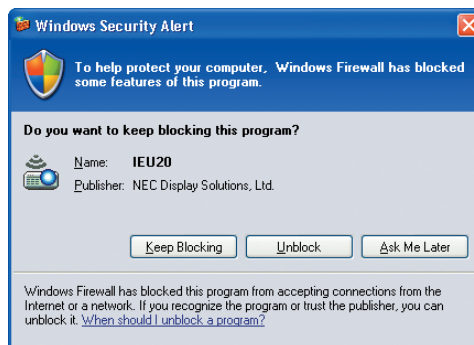 Windows Security Alert
To help protect your computer, Windows Firewall has blocked
some features of this program.
Do you want to keep blocking this program?
Name: IEU20
Publisher: NEC Display Solutions, Ltd.
Keep Blocking Unblock Ask Me Later
Windows Firewall has blocked this program from accepting connections from the
Internet or a network. If you recognize the program or trust the publisher, you can
unblock it. When should I unblock a program?